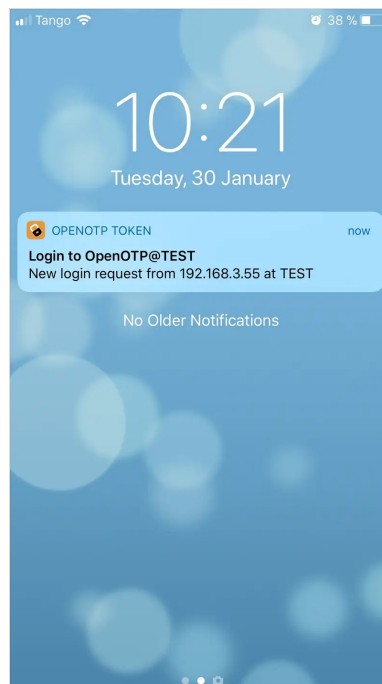 Tango 38 %
10:21
Tuesday, 30 January
OPENOTP TOKEN now
Login to OpenOTP@TEST
New login request from 192.168.3.55 at TEST
No Older Notifications